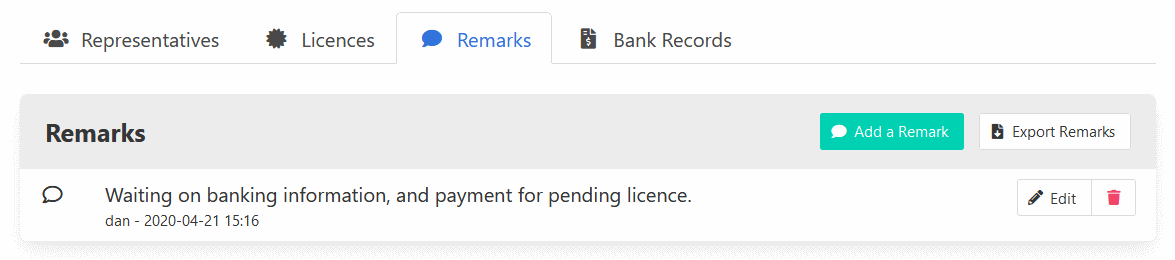 Representatives Licences Remarks Bank Records
Remarks Add a Remark Export Remarks
Waiting on banking information, and payment for pending licence. Edit
dan - 2020-04-21 15:16